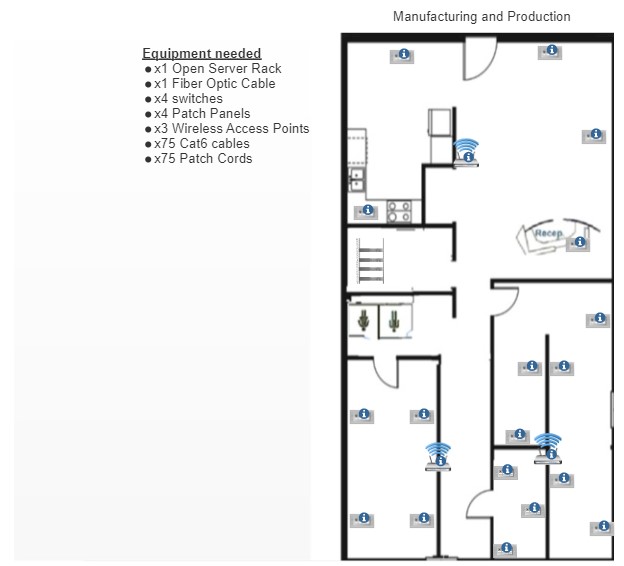 Manufacturing and Production
Equipment needed
● x1 Open Server Rack
● x1 Fiber Optic Cable
● x4 switches
● x4 Patch Panels
● x3 Wireless Access Points
● x75 Cat6 cables
● x75 Patch Cords
Recep.